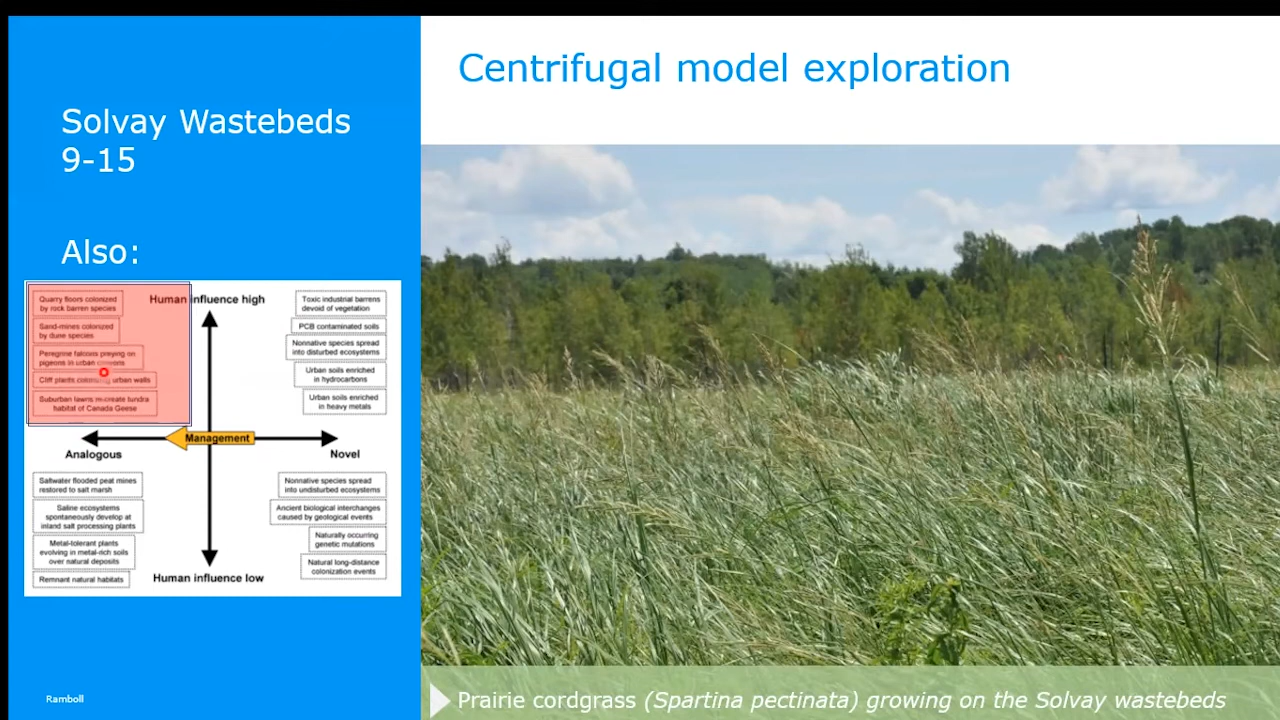 Centrifugal model exploration
Solvay Wastebeds
9-15
Also:
Human influence high
Quarry floors colonized
by rock barren species
Sand-mines colonized
by dune species
Peregrine falcons preying on
pigeons in urban canyons
Cliff plants colonizing urban walls
Suburban lawns re-create tundra
habitat of Canada Geese
Toxic industrial barrens
devoid of vegetation
PCB contaminated soils
Nonnative species spread
into disturbed ecosystems
Urban soils enriched
in hydrocarbons
Urban soils enriched
in heavy metals
Management
Analogous
Novel
Saltwater flooded peat mines
restored to salt marsh
Saline ecosystems
spontaneously develop at
inland salt processing plants
Metal-tolerant plants
evolving in metal-rich soils
over natural deposits
Remnant natural habitats
Nonnative species spread
into undisturbed ecosystems
Ancient biological interchanges
caused by geological events
Naturally occurring
genetic mutations
Natural long-distance
colonization events
Human influence low
Ramboll
Prairie cordgrass (Spartina pectinata) growing on the Solvay wastebeds